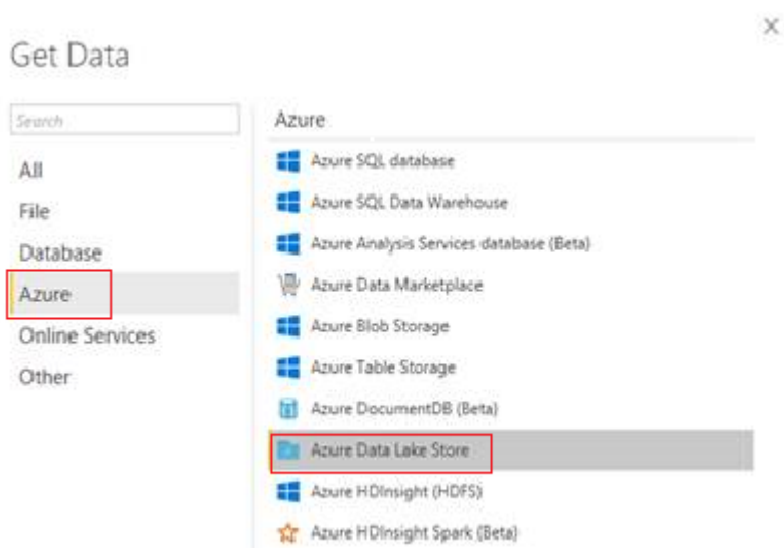 Get Data
Search
All
File
Database
Azure
Online Services
Other
Azure
Azure SQL database
Azure SQL Data Warehouse
Azure Analysis Services database (Beta)
Azure Data Marketplace
Azure Blob Storage
Azure Table Storage
Azure DocumentDB (Beta)
Azure Data Lake Store
Azure HDInsight (HDFS)
Azure HDInsight Spark (Beta)